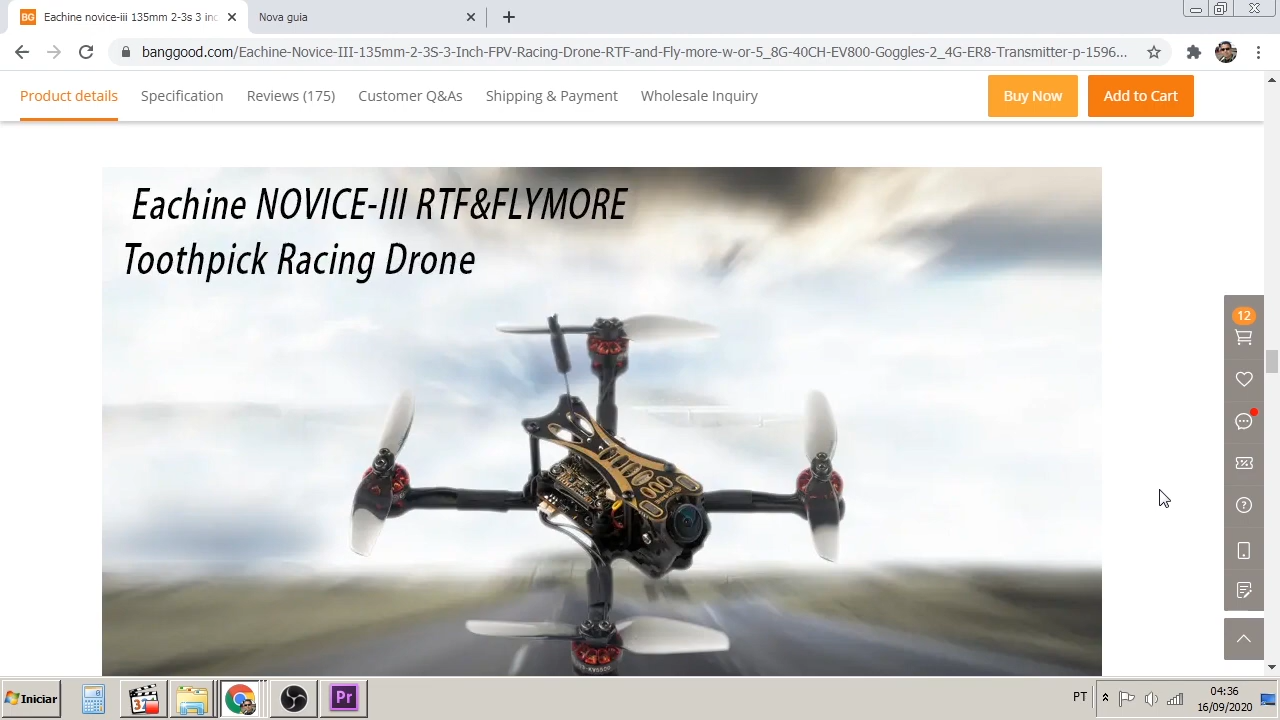 BG Eachine novice-iii 135mm 2-3s 3 inc
Nova guia
banggood.com/Eachine-Novice-III-135mm-2-3S-3-Inch-FPV-Racing-Drone-RTF-and-Fly-more-w-or-5_8G-40CH-EV800-Goggles-2_4G-ER8-Transmitter-p-1596...
Product details
Specification
Reviews (175)
Customer Q&As
Shipping & Payment
Wholesale Inquiry
Buy Now
Add to Cart
Eachine NOVICE-III RTF&FLYMORE
Toothpick Racing Drone
12
Iniciar
Pr
PT
04:36
16/09/2020